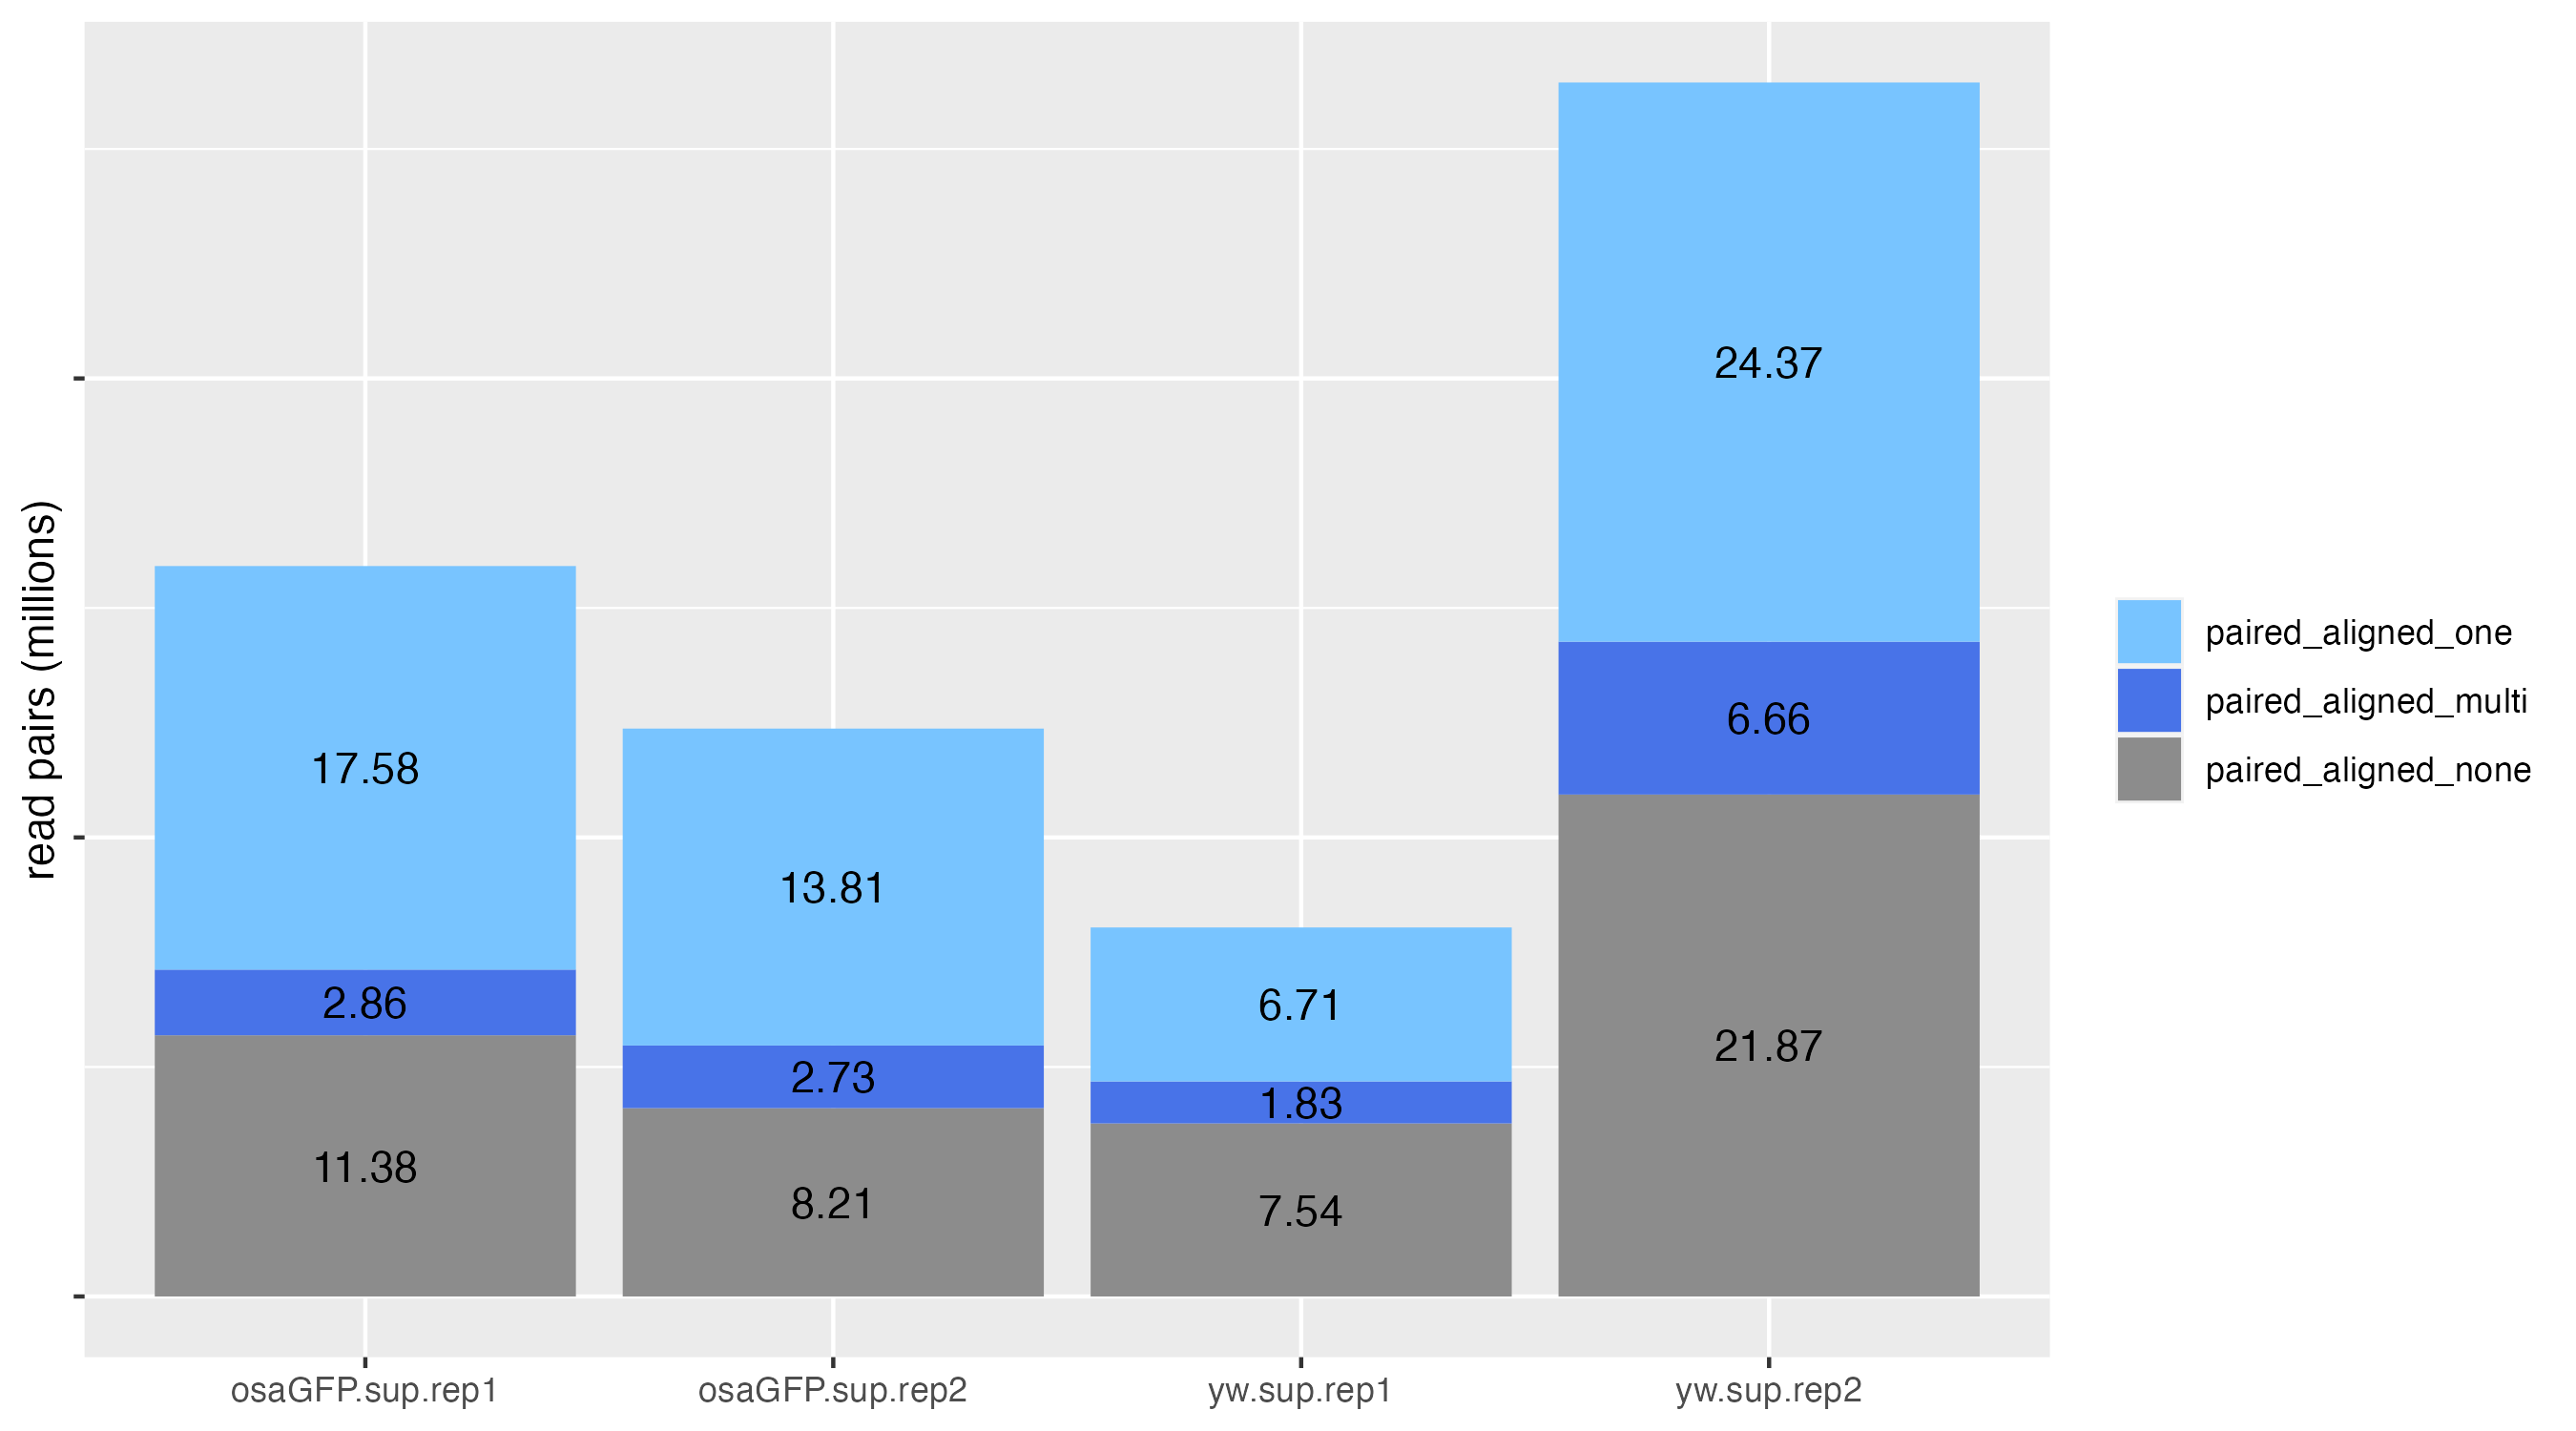 read pairs (millions)
17.58
2.86
11.38
13.81
2.73
8.21
6.71
1.83
7.54
24.37
6.66
21.87
osaGFP.sup.rep1
osaGFP.sup.rep2
yw.sup.rep1
yw.sup.rep2
paired_aligned_one
paired_aligned_multi
paired_aligned_none